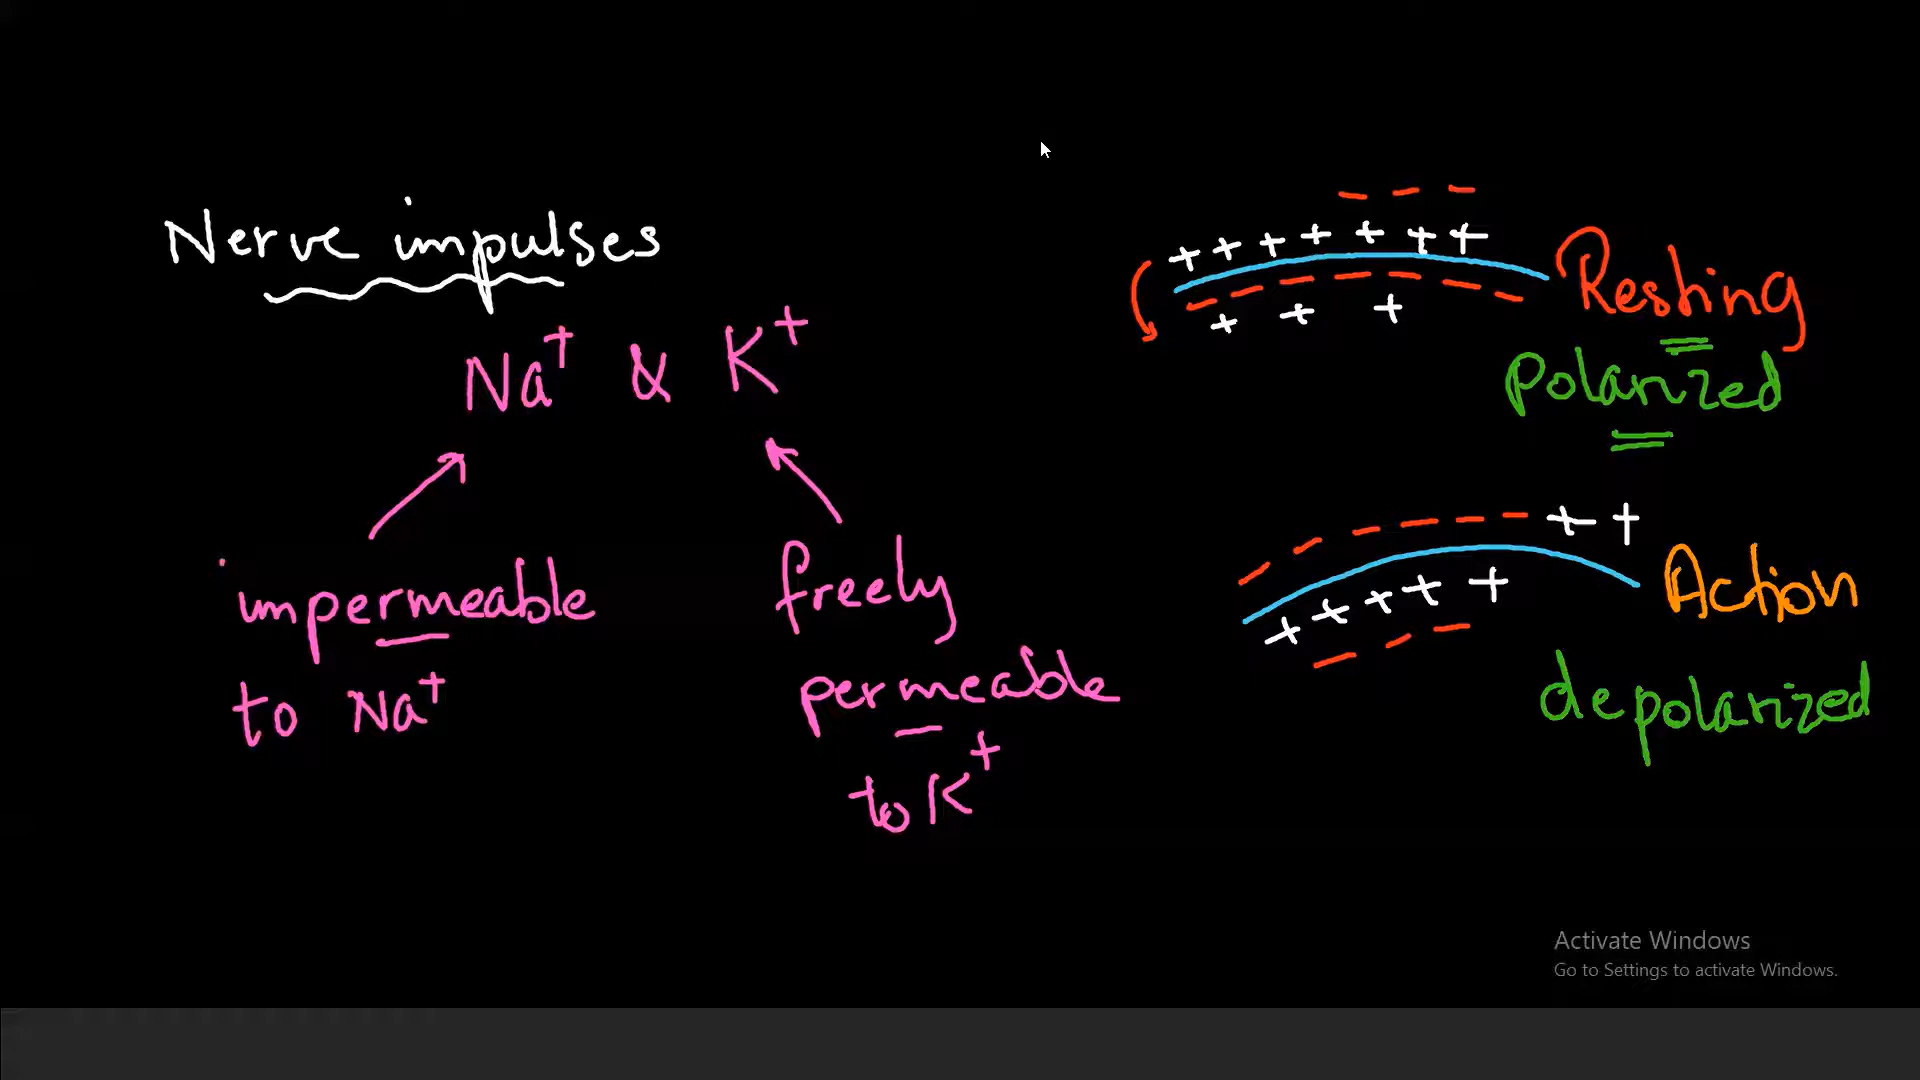 Nerve impulses
Na+ & K+
impermeable
to Na+
freely
permeable
to K+
- - -
+ + + + + + +
- - - - - - -
+ + +
Resting
polarized
- - - - - - + +
+ + + + +
- - -
Action
depolarized
Activate Windows
Go to Settings to activate Windows.